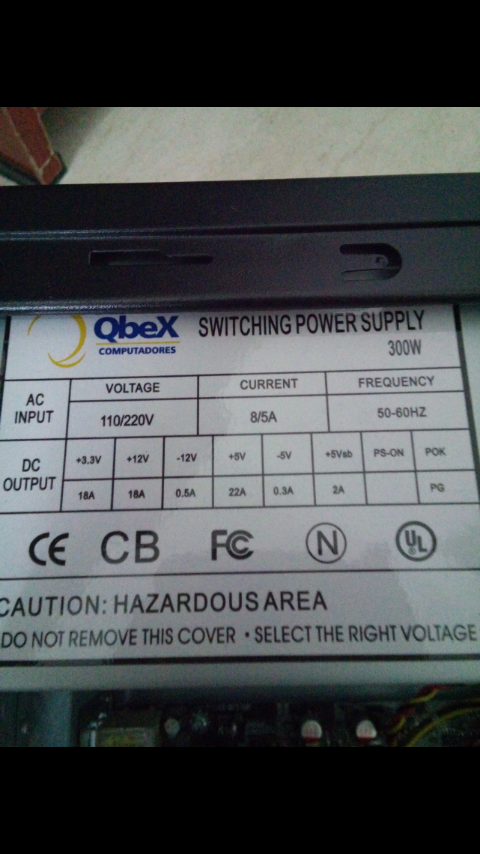 QbeX SWITCHING POWER SUPPLY
COMPUTADORES 300W
AC INPUT VOLTAGE CURRENT FREQUENCY
110/220V 8/5A 50-60HZ
DC OUTPUT +3.3V +12V -12V +5V -5V +5Vsb PS-ON POK
18A 18A 0.5A 22A 0.3A 2A PG
CE CB FC N UL
CAUTION: HAZARDOUS AREA
DO NOT REMOVE THIS COVER · SELECT THE RIGHT VOLTAGE